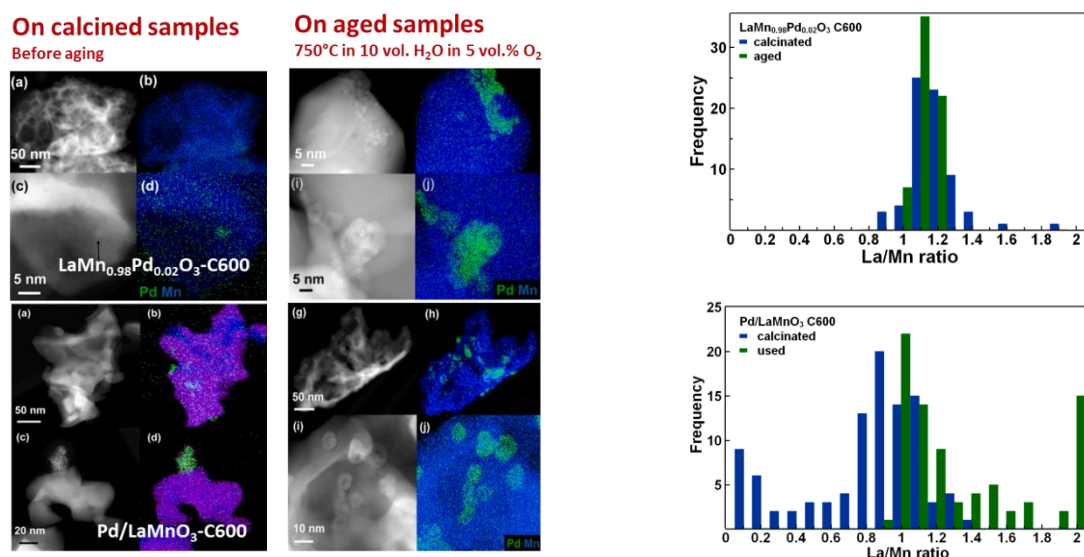 On calcined samples
Before aging
On aged samples
750°C in 10 vol. H₂O in 5 vol.% O₂
(a)
(b)
50 nm
(c)
(d)
LaMn₀.₉₈Pd₀.₀₂O₃-C600
5 nm
Pd Mn
5 nm
(i)
(j)
5 nm
Pd Mn
(a)
(b)
50 nm
(c)
(d)
20 nm
Pd/LaMnO₃-C600
(g)
(h)
50 nm
(i)
(j)
10 nm
Pd Mn
LaMn₀.₉₈Pd₀.₀₂O₃ C600
calcinated
aged
Frequency
30
20
10
0 0.2 0.4 0.6 0.8 1 1.2 1.4 1.6 1.8 2
La/Mn ratio
Pd/LaMnO₃ C600
calcinated
used
Frequency
25
20
15
10
5
0 0.2 0.4 0.6 0.8 1 1.2 1.4 1.6 1.8 2
La/Mn ratio